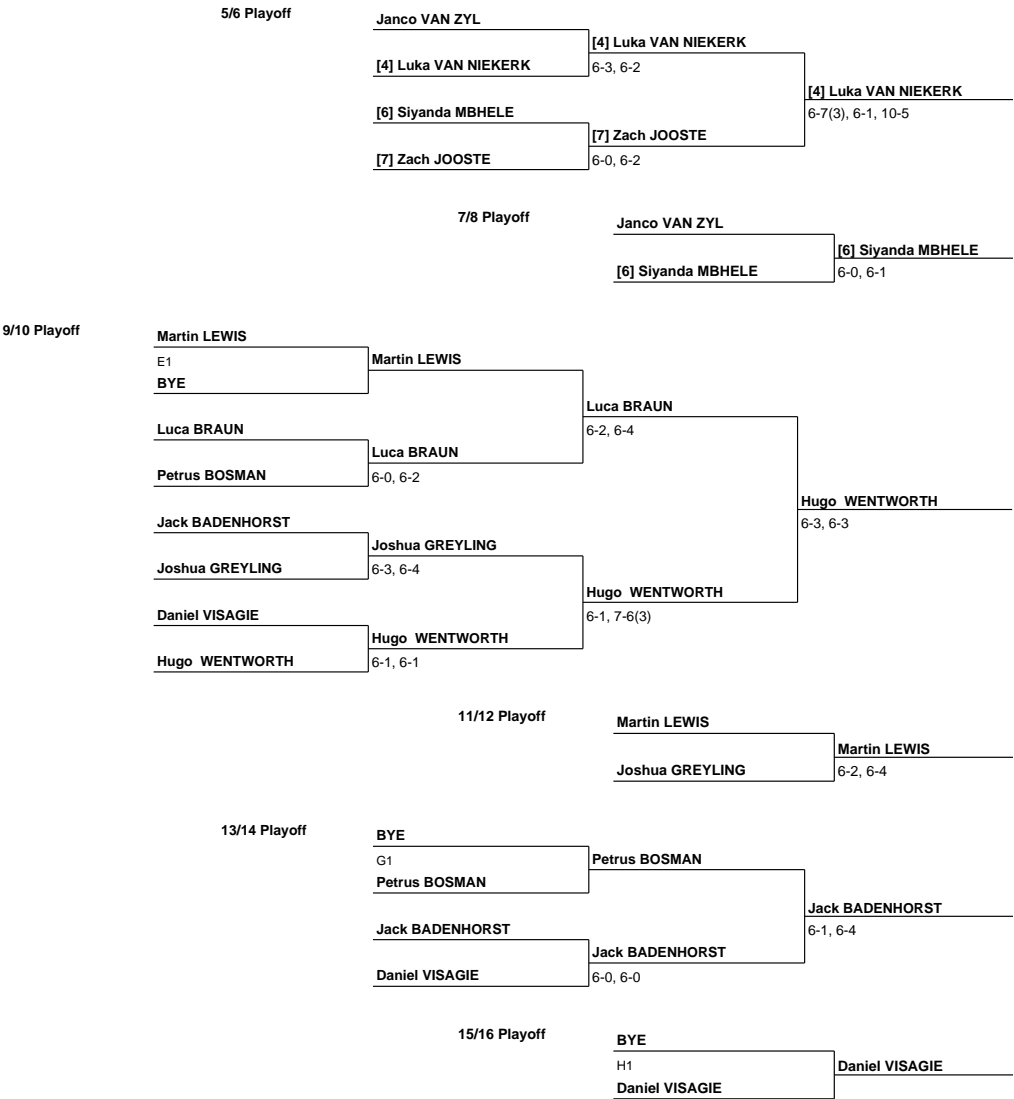 5/6 Playoff
Janco VAN ZYL
[4] Luka VAN NIEKERK
[4] Luka VAN NIEKERK
6-3, 6-2
[4] Luka VAN NIEKERK
6-7(3), 6-1, 10-5
[6] Siyanda MBHELE
[7] Zach JOOSTE
[7] Zach JOOSTE
6-0, 6-2
7/8 Playoff
Janco VAN ZYL
[6] Siyanda MBHELE
[6] Siyanda MBHELE
6-0, 6-1
9/10 Playoff
Martin LEWIS
E1
Martin LEWIS
BYE
Luca BRAUN
6-2, 6-4
Luca BRAUN
Luca BRAUN
Petrus BOSMAN
6-0, 6-2
Hugo WENTWORTH
6-3, 6-3
Jack BADENHORST
Joshua GREYLING
Joshua GREYLING
6-3, 6-4
Hugo WENTWORTH
6-1, 7-6(3)
Daniel VISAGIE
Hugo WENTWORTH
Hugo WENTWORTH
6-1, 6-1
11/12 Playoff
Martin LEWIS
Martin LEWIS
Joshua GREYLING
6-2, 6-4
13/14 Playoff
BYE
G1
Petrus BOSMAN
Petrus BOSMAN
Jack BADENHORST
6-1, 6-4
Jack BADENHORST
Jack BADENHORST
Daniel VISAGIE
6-0, 6-0
15/16 Playoff
BYE
H1
Daniel VISAGIE
Daniel VISAGIE